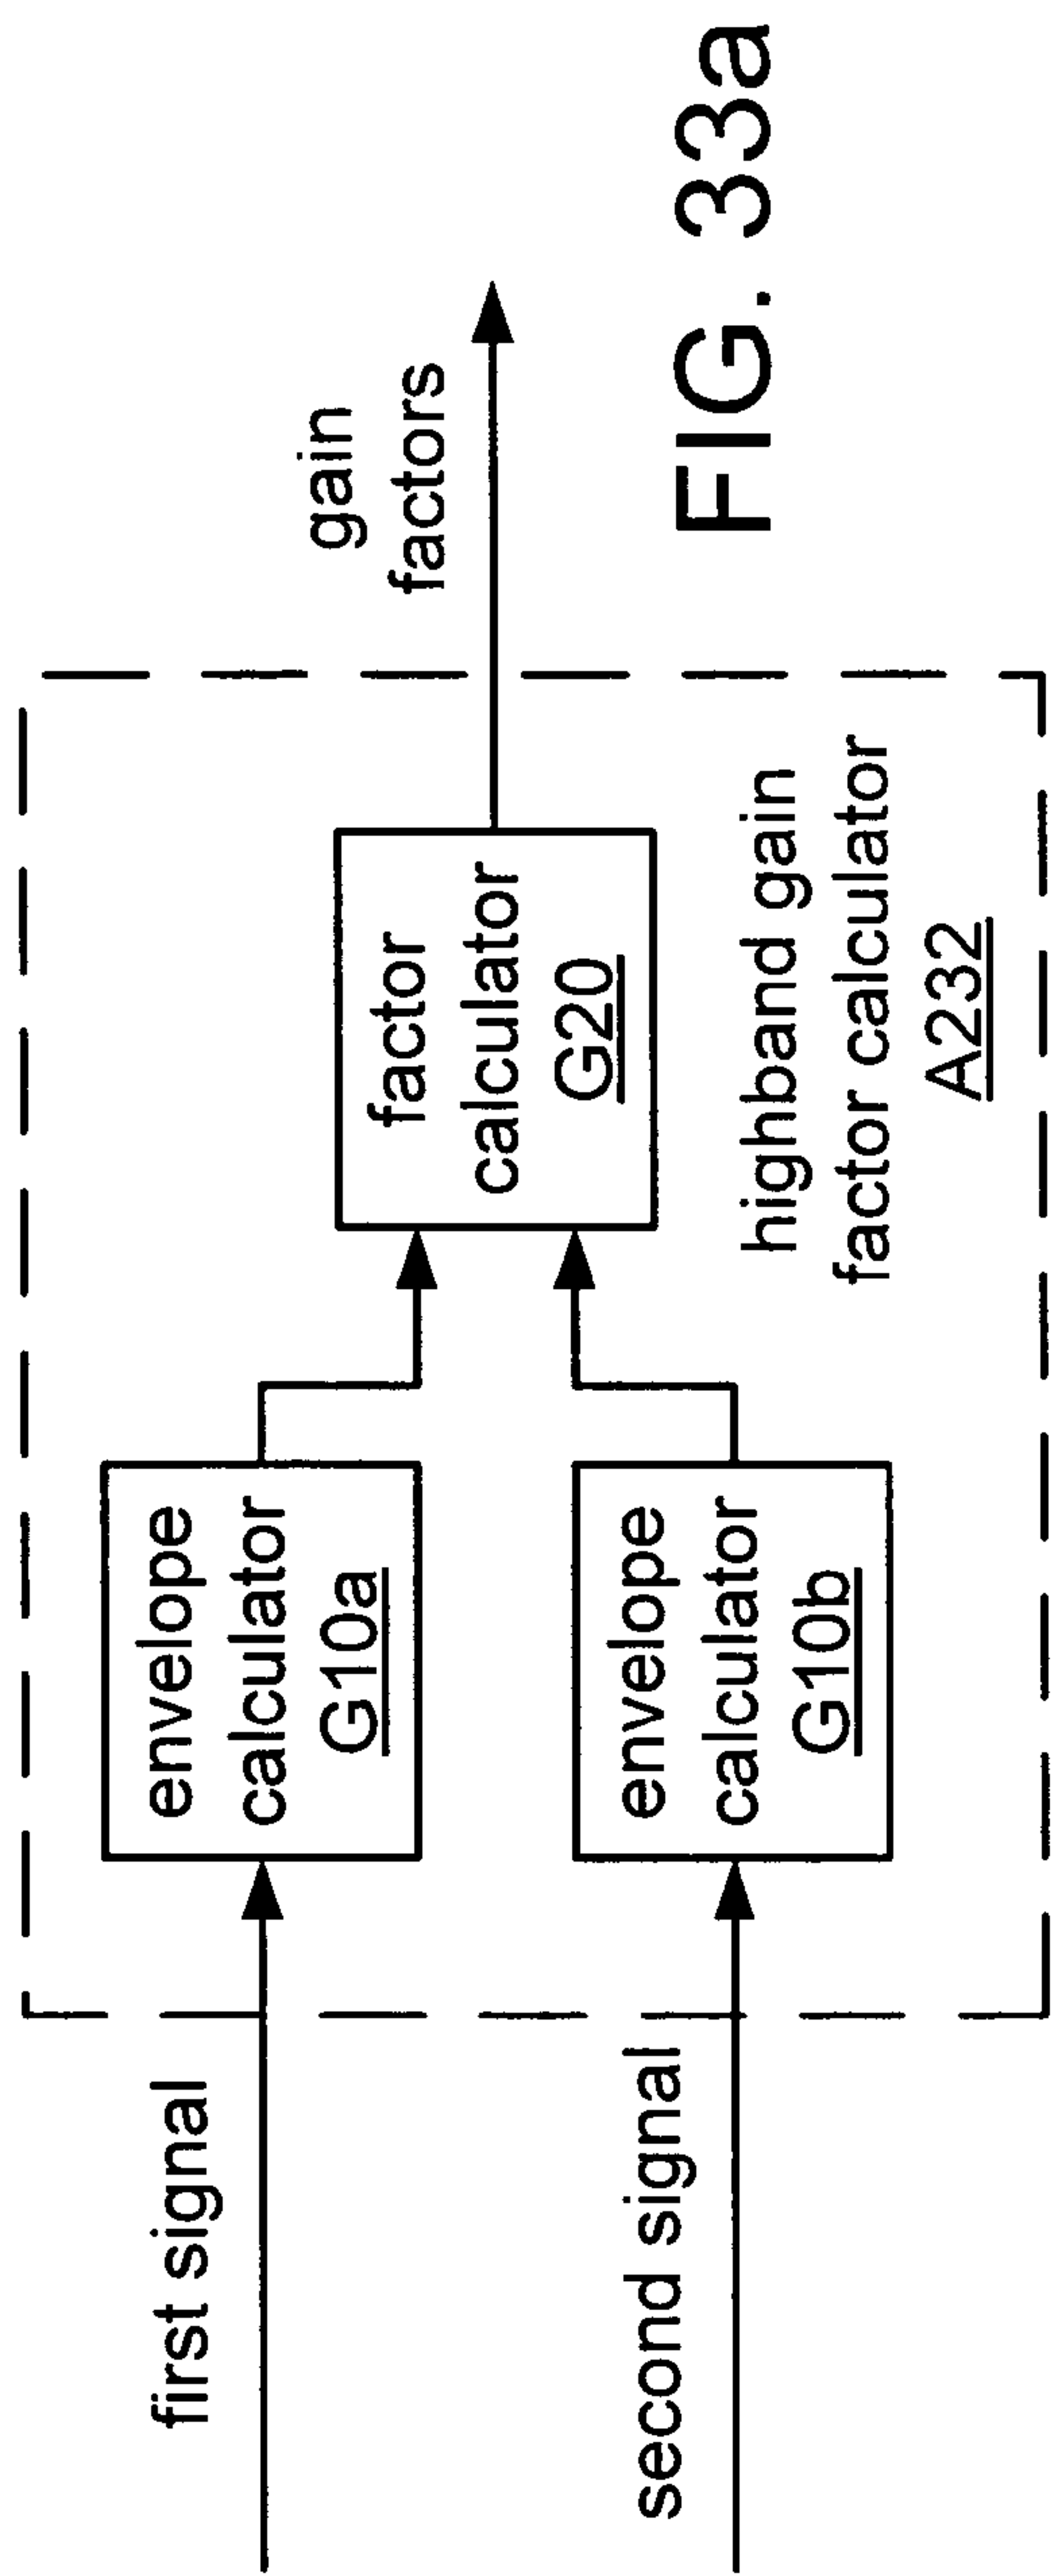 first signal
envelope
calculator
G10a
second signal
envelope
calculator
G10b
factor
calculator
G20
highband gain
factor calculator
A232
gain
factors
FIG. 33a